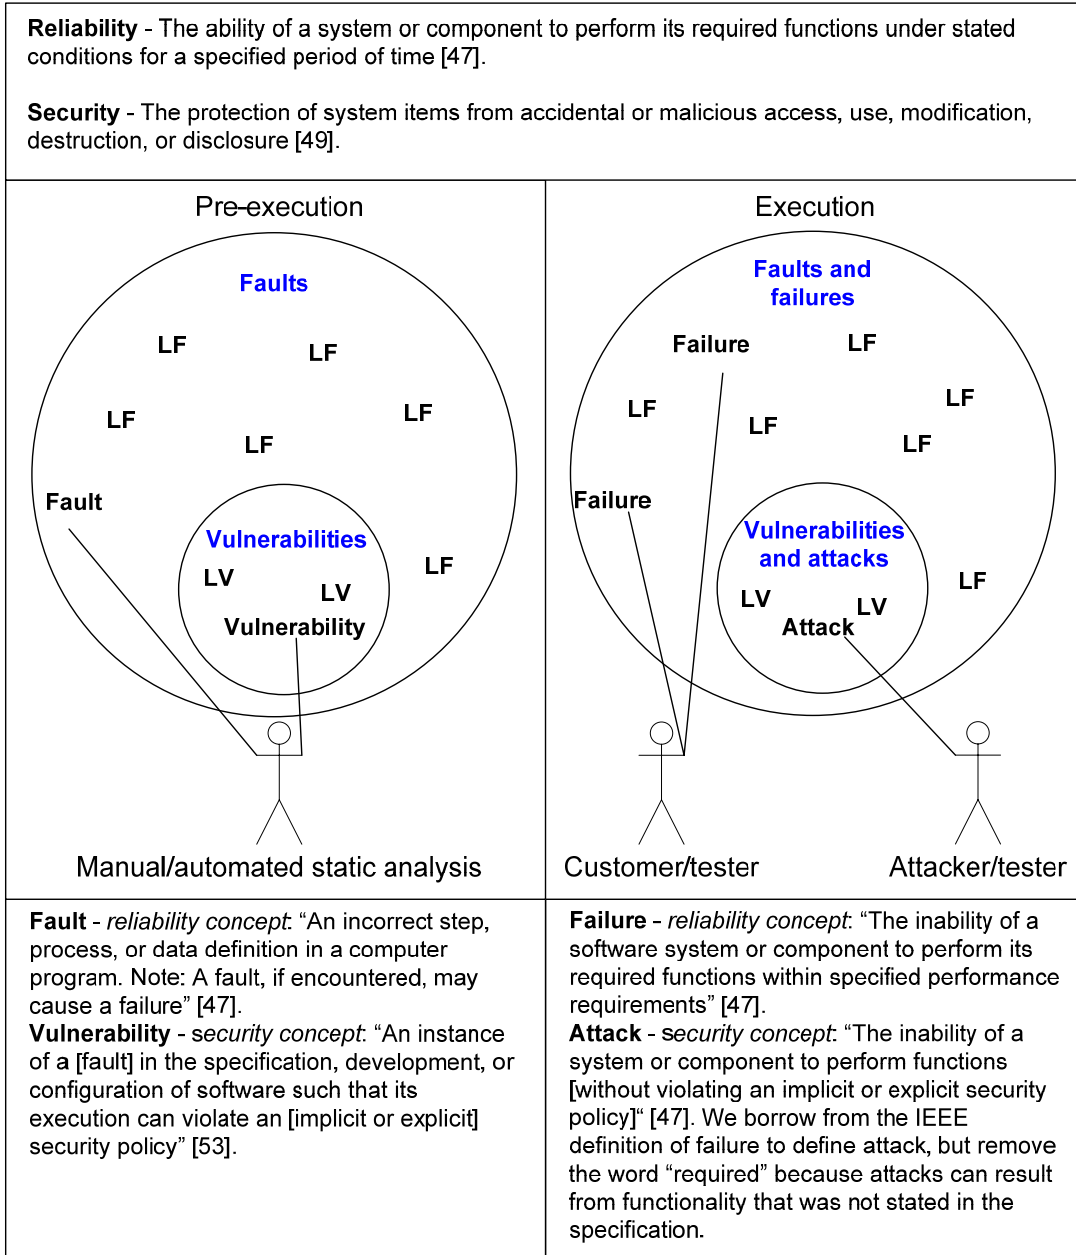 Reliability - The ability of a system or component to perform its required functions under stated
conditions for a specified period of time [47].
Security - The protection of system items from accidental or malicious access, use, modification,
destruction, or disclosure [49].
Pre-execution
Faults
LF
LF
LF
LF
LF
Fault
Vulnerabilities
LF
LV
LV
Vulnerability
Manual/automated static analysis
Execution
Faults and
failures
Failure
LF
LF
LF
LF
LF
Failure
Vulnerabilities
and attacks
LF
LV
LV
Attack
Customer/tester
Attacker/tester
Fault - reliability concept: “An incorrect step,
process, or data definition in a computer
program. Note: A fault, if encountered, may
cause a failure” [47].
Vulnerability - security concept: “An instance
of a [fault] in the specification, development, or
configuration of software such that its
execution can violate an [implicit or explicit]
security policy” [53].
Failure – reliability concept: “The inability of a
software system or component to perform its
required functions within specified performance
requirements” [47].
Attack - security concept: “The inability of a
system or component to perform functions
[without violating an implicit or explicit security
policy]“ [47]. We borrow from the IEEE
definition of failure to define attack, but remove
the word “required” because attacks can result
from functionality that was not stated in the
specification.